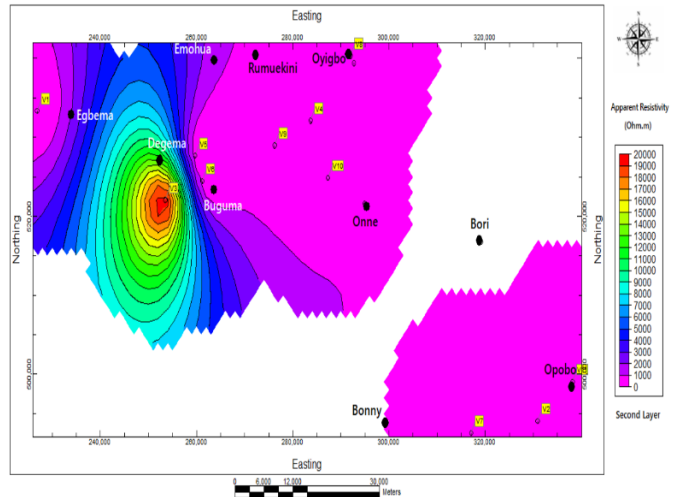 Easting
240,000 260,000 280,000 300,000 320,000
Emohua
Rumuekini
Oyigbo
V1
Egbema
V4
V9
Degema
V5
V6
V10
Buguma
Onne
Bori
Northing
620,000
620,000
Northing
600,000
600,000
Opobo
Bonny
V7
240,000 260,000 280,000 300,000 320,000
Easting
0 6,000 12,000 30,000
Meters
N
Apparent Resistivity
(Ohm.m)
20000
19000
18000
17000
16000
15000
14000
13000
12000
11000
10000
9000
8000
7000
6000
5000
4000
3000
2000
1000
0
Second Layer